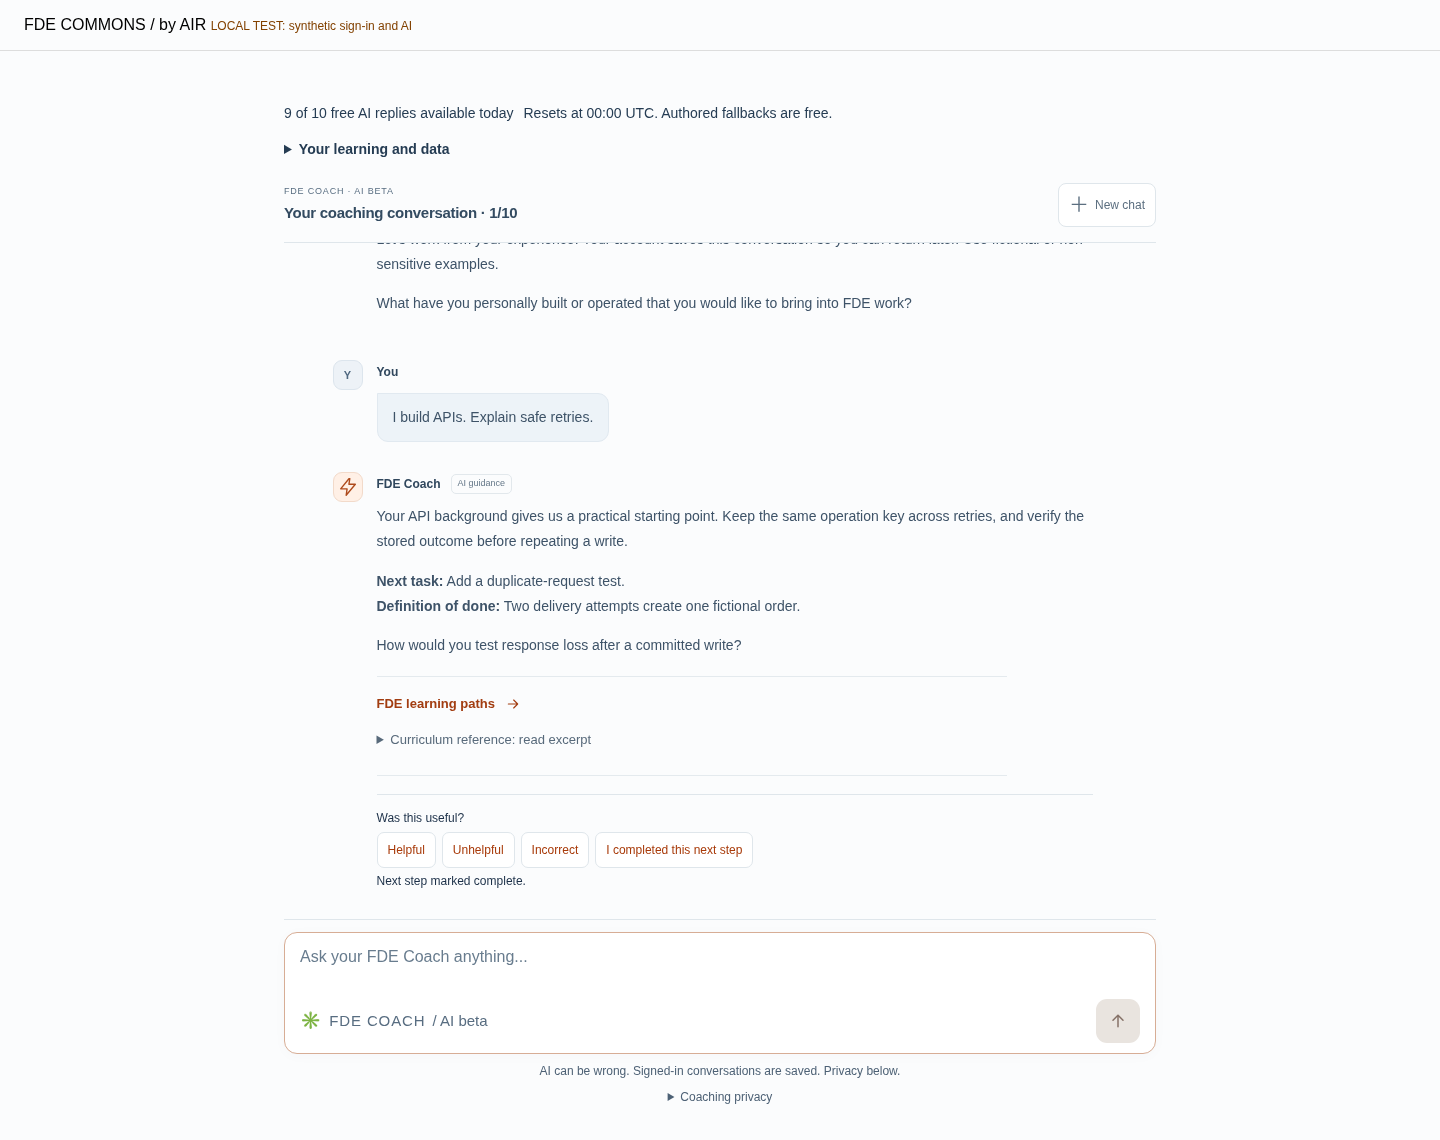 FDE COMMONS / by AIR LOCAL TEST: synthetic sign-in and AI
9 of 10 free AI replies available today Resets at 00:00 UTC. Authored fallbacks are free.
Your learning and data
FDE COACH · AI BETA
Your coaching conversation · 1/10
New chat
sensitive examples.
What have you personally built or operated that you would like to bring into FDE work?
Y
You
I build APIs. Explain safe retries.
FDE Coach AI guidance
Your API background gives us a practical starting point. Keep the same operation key across retries, and verify the
stored outcome before repeating a write.
Next task: Add a duplicate-request test.
Definition of done: Two delivery attempts create one fictional order.
How would you test response loss after a committed write?
FDE learning paths
Curriculum reference: read excerpt
Was this useful?
Helpful Unhelpful Incorrect I completed this next step
Next step marked complete.
Ask your FDE Coach anything...
FDE COACH / AI beta
AI can be wrong. Signed-in conversations are saved. Privacy below.
Coaching privacy